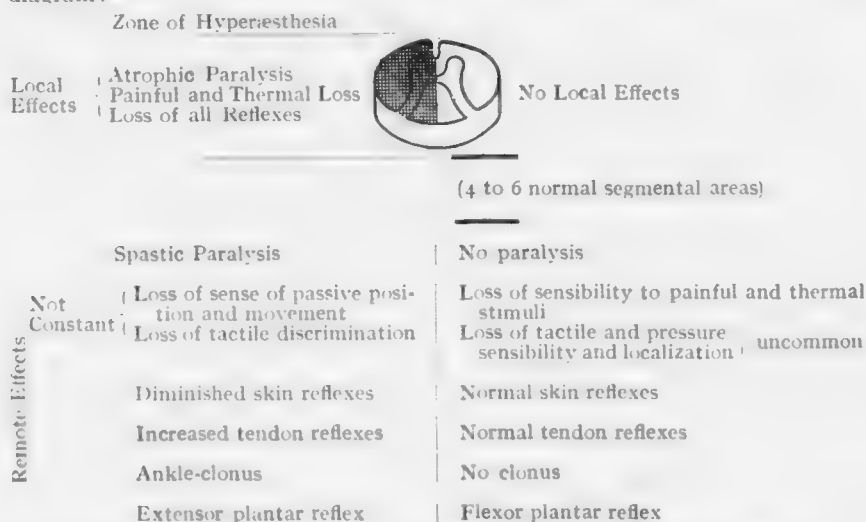 diagram:
Zone of Hyperæsthesia
Local Effects
Atrophic Paralysis
Painful and Thermal Loss
Loss of all Reflexes
No Local Effects
(4 to 6 normal segmental areas)
Spastic Paralysis
No paralysis
Remote Effects
Not Constant
Loss of sense of passive posi-
tion and movement
Loss of tactile discrimination
Loss of sensibility to painful and thermal
stimuli
Loss of tactile and pressure
sensibility and localization
uncommon
Diminished skin reflexes
Normal skin reflexes
Increased tendon reflexes
Normal tendon reflexes
Ankle-clonus
No clonus
Extensor plantar reflex
Flexor plantar reflex